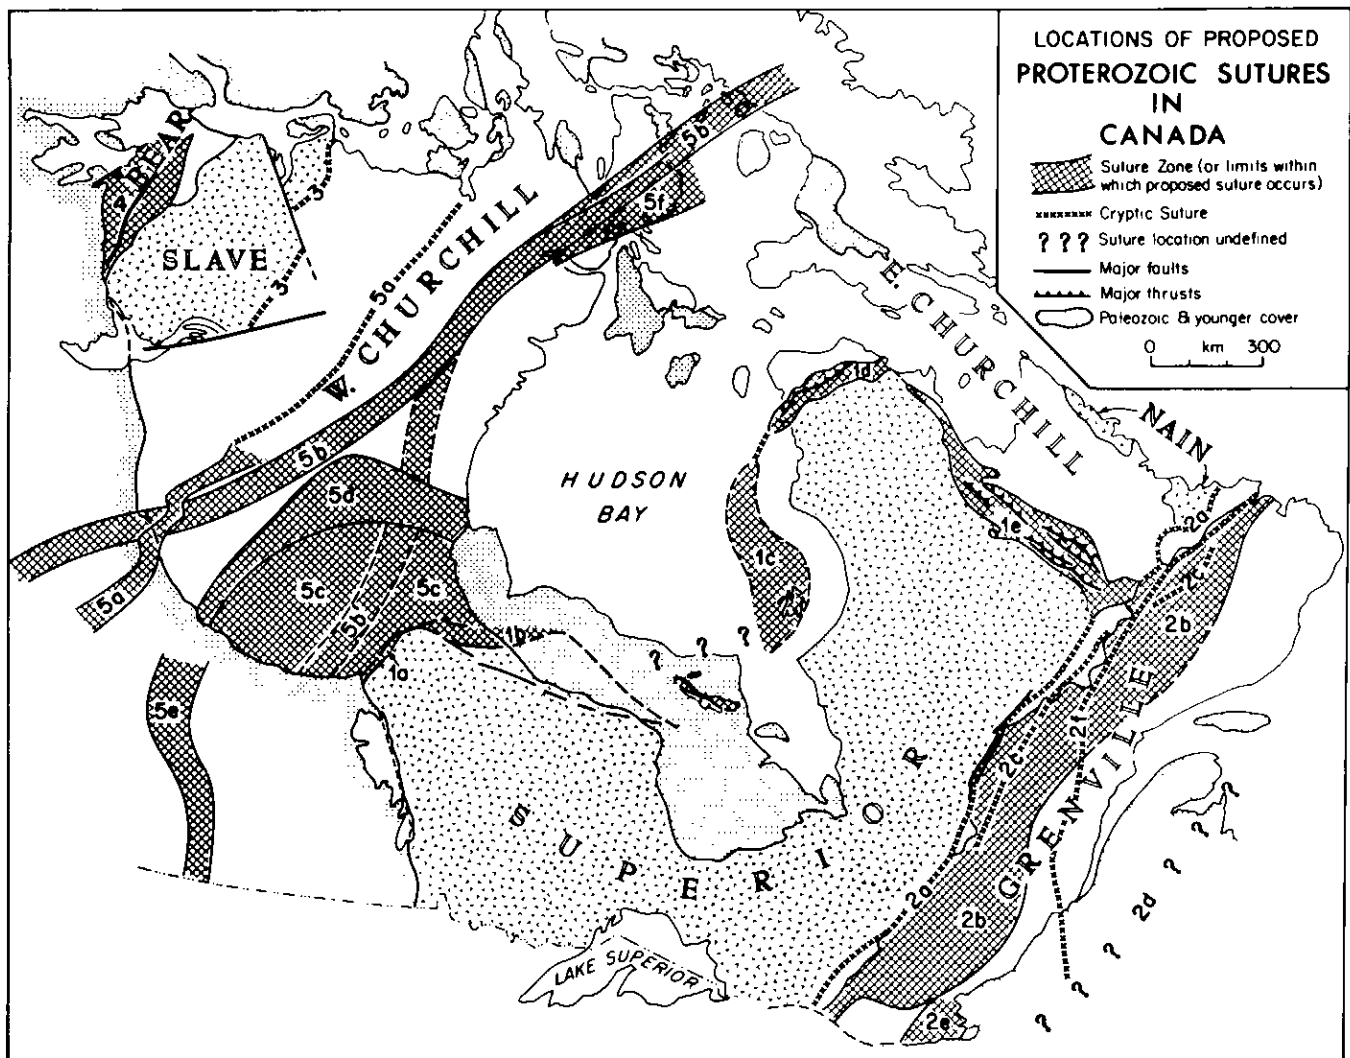 LOCATIONS OF PROPOSED
PROTEROZOIC SUTURES
IN
CANADA
Suture Zone (or limits within
which proposed suture occurs)
Cryptic Suture
? ? ? Suture location undefined
Major faults
Major thrusts
Paleozoic & younger cover
0 km 300
BEAR
4
SLAVE
3
3
5a
W. CHURCHILL
5b
5f
E. CHURCHILL
NAIN
1d
HUDSON
BAY
5b
5d
1c
1e
2a
2c
2b
5a
5c
5b
5c
1b
1a
? ? ?
5e
SUPERIOR
2c
2f
GRENVILLE
2a
2b
2d
? ? ? ? ?
2e
LAKE SUPERIOR